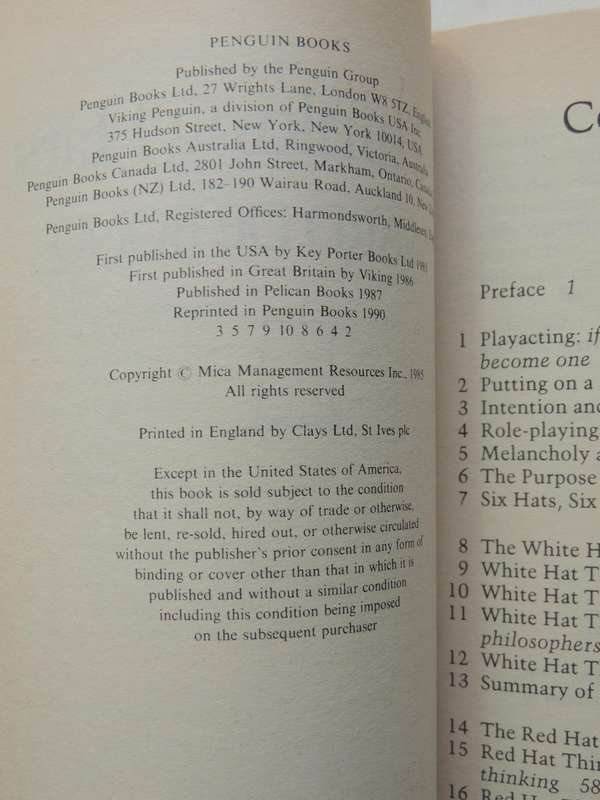 PENGUIN BOOKS
Published by the Penguin Group
Penguin Books Ltd, 27 Wrights Lane, London W8 5TZ, England
Viking Penguin, a division of Penguin Books USA Inc.
375 Hudson Street, New York, New York 10014, USA
Penguin Books Australia Ltd, Ringwood, Victoria, Australia
Penguin Books Canada Ltd, 2801 John Street, Markham, Ontario, Canada
Penguin Books (NZ) Ltd, 182–190 Wairau Road, Auckland 10, New
Penguin Books Ltd, Registered Offices: Harmondsworth, Middlesex,
First published in the USA by Key Porter Books Ltd 1985
First published in Great Britain by Viking 1986
Published in Pelican Books 1987
Reprinted in Penguin Books 1990
3 5 7 9 10 8 6 4 2
Copyright © Mica Management Resources Inc., 1985
All rights reserved
Printed in England by Clays Ltd, St Ives plc
Except in the United States of America,
this book is sold subject to the condition
that it shall not, by way of trade or otherwise,
be lent, re-sold, hired out, or otherwise circulated
without the publisher's prior consent in any form of
binding or cover other than that in which it is
published and without a similar condition
including this condition being imposed
on the subsequent purchaser
Preface 1
1 Playacting: if
become one
2 Putting on a
3 Intention and
4 Role-playing
5 Melancholy
6 The Purpose
7 Six Hats, Six
8 The White H
9 White Hat T
10 White Hat T
11 White Hat T
philosophers
12 White Hat T
13 Summary of
14 The Red Hat
15 Red Hat Thin
thinking 58
16 Red